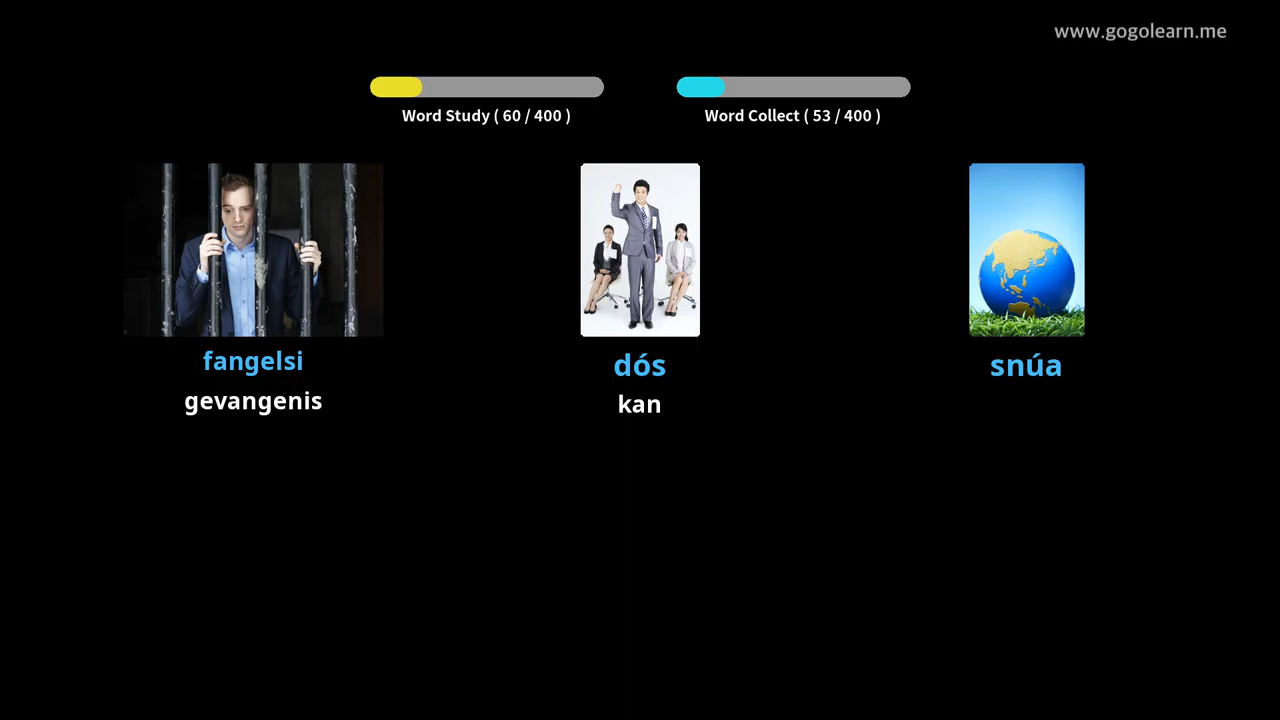 www.gogolearn.me
Word Study ( 60 / 400 )
Word Collect ( 53 / 400 )
fangelsi
gevangenis
dós
kan
snúa